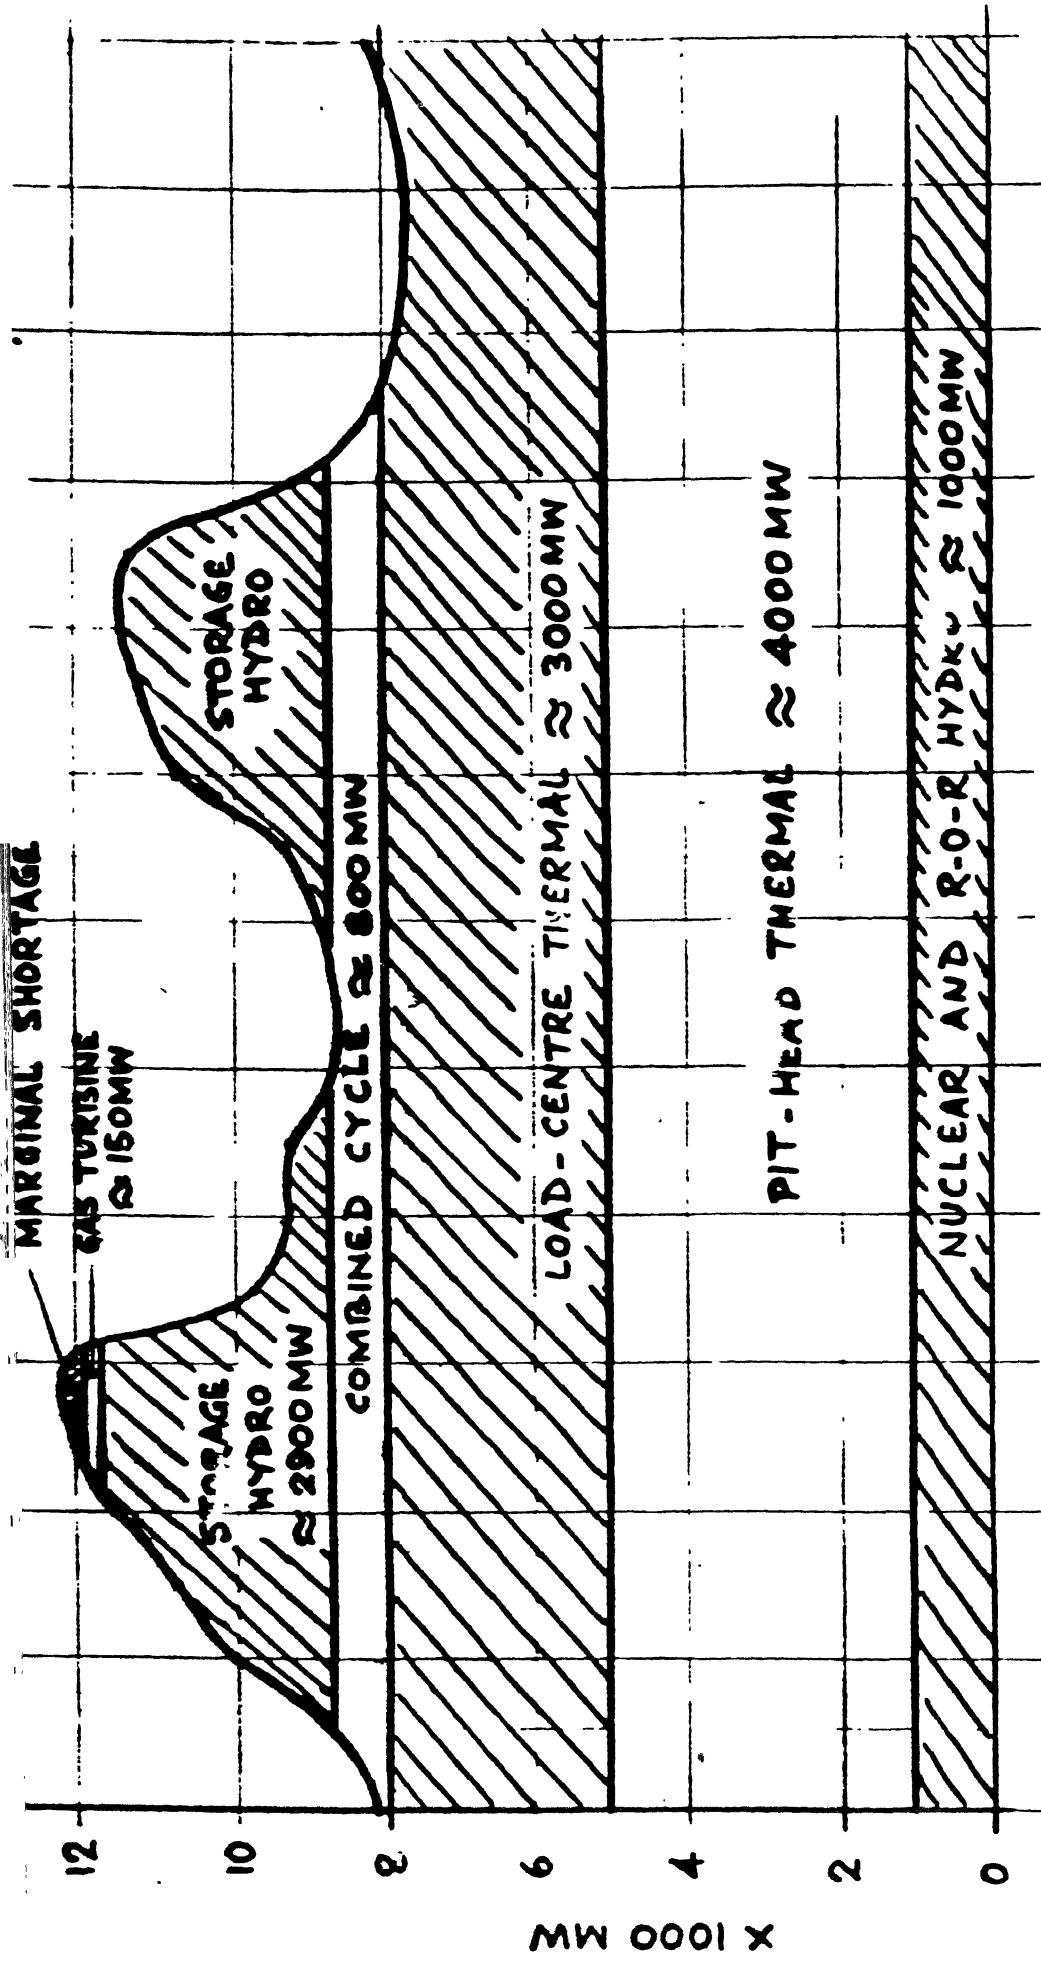 MARGINAL SHORTAGE
GAS TURBINE
≈ 150MW
STORAGE
HYDRO
≈ 2900MW
STORAGE
HYDRO
COMBINED CYCLE ≈ 800MW
LOAD-CENTRE THERMAL ≈ 3000MW
PIT-HEAD THERMAL ≈ 4000MW
NUCLEAR AND R-O-R HYDRO ≈ 1000MW
12
10
8
6
4
2
0
X 1000 MW